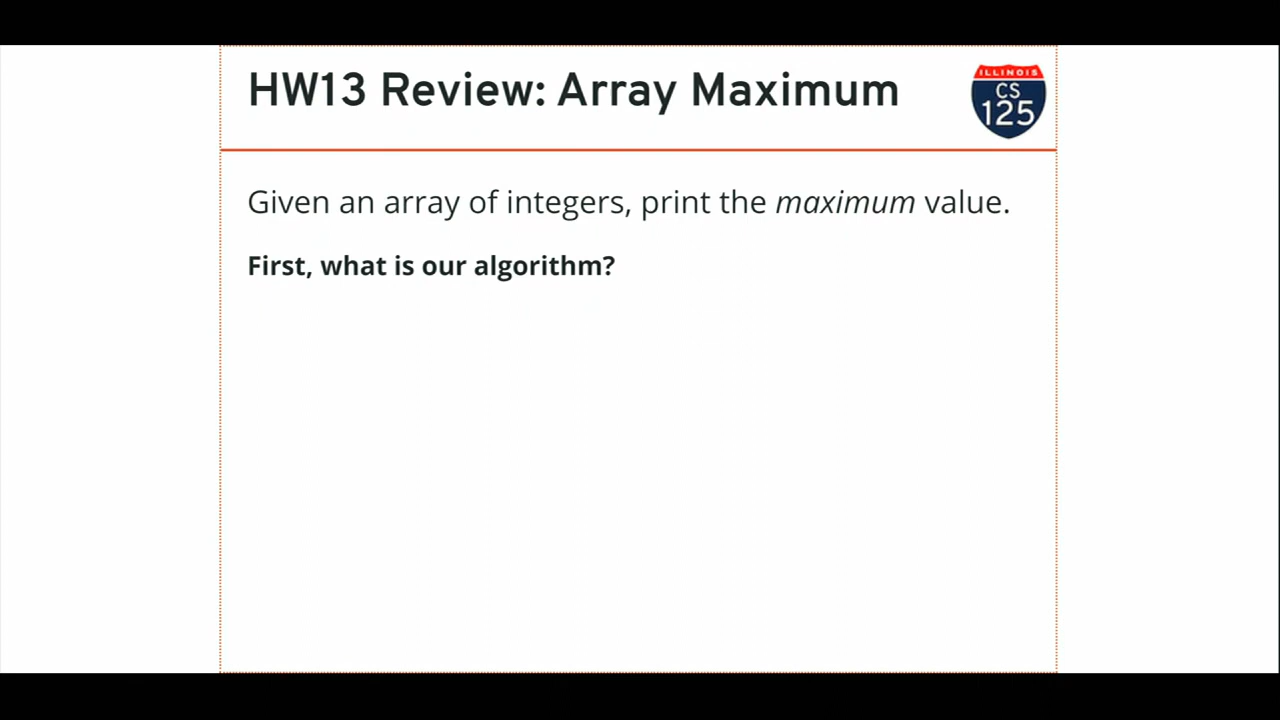 HW13 Review: Array Maximum
ILLINOIS
CS
125
Given an array of integers, print the maximum value.
First, what is our algorithm?